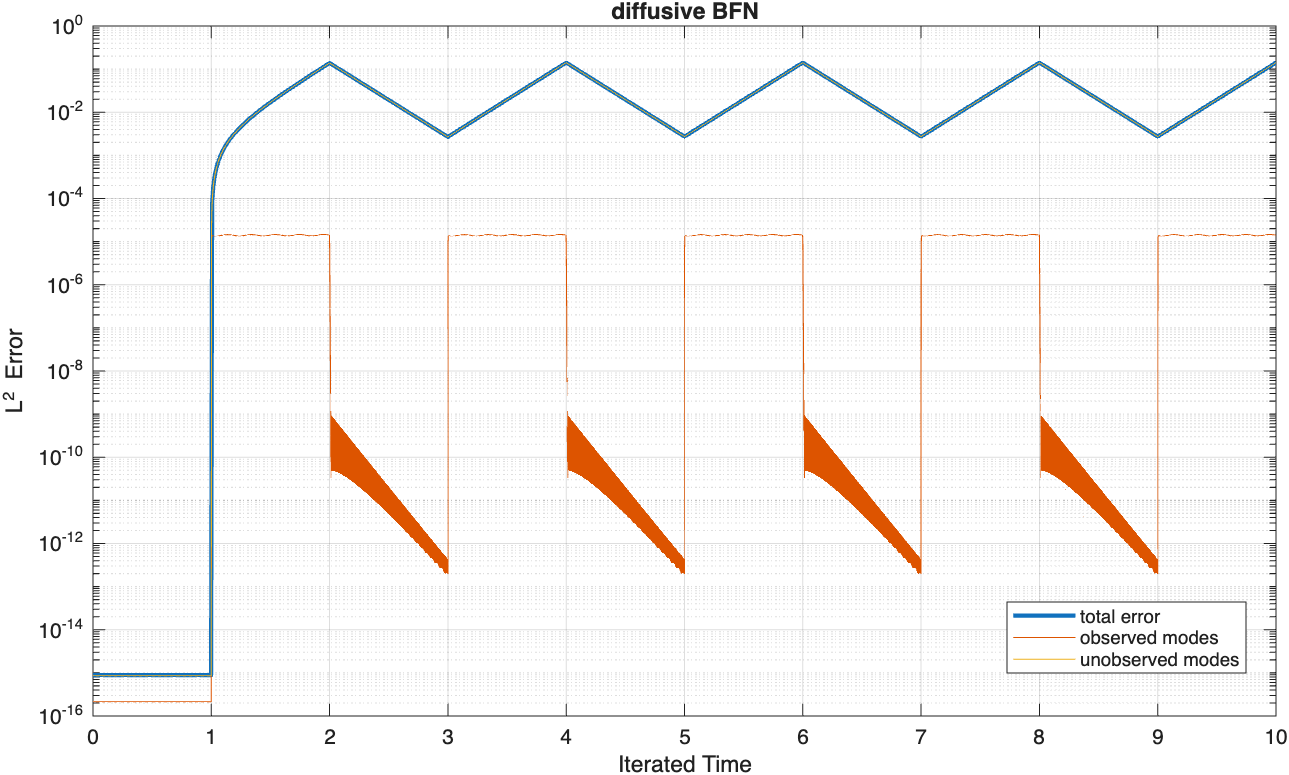 diffusive BFN
10^0
10^-2
10^-4
10^-6
10^-8
10^-10
10^-12
10^-14
10^-16
L^2 Error
total error
observed modes
unobserved modes
0 1 2 3 4 5 6 7 8 9 10
Iterated Time